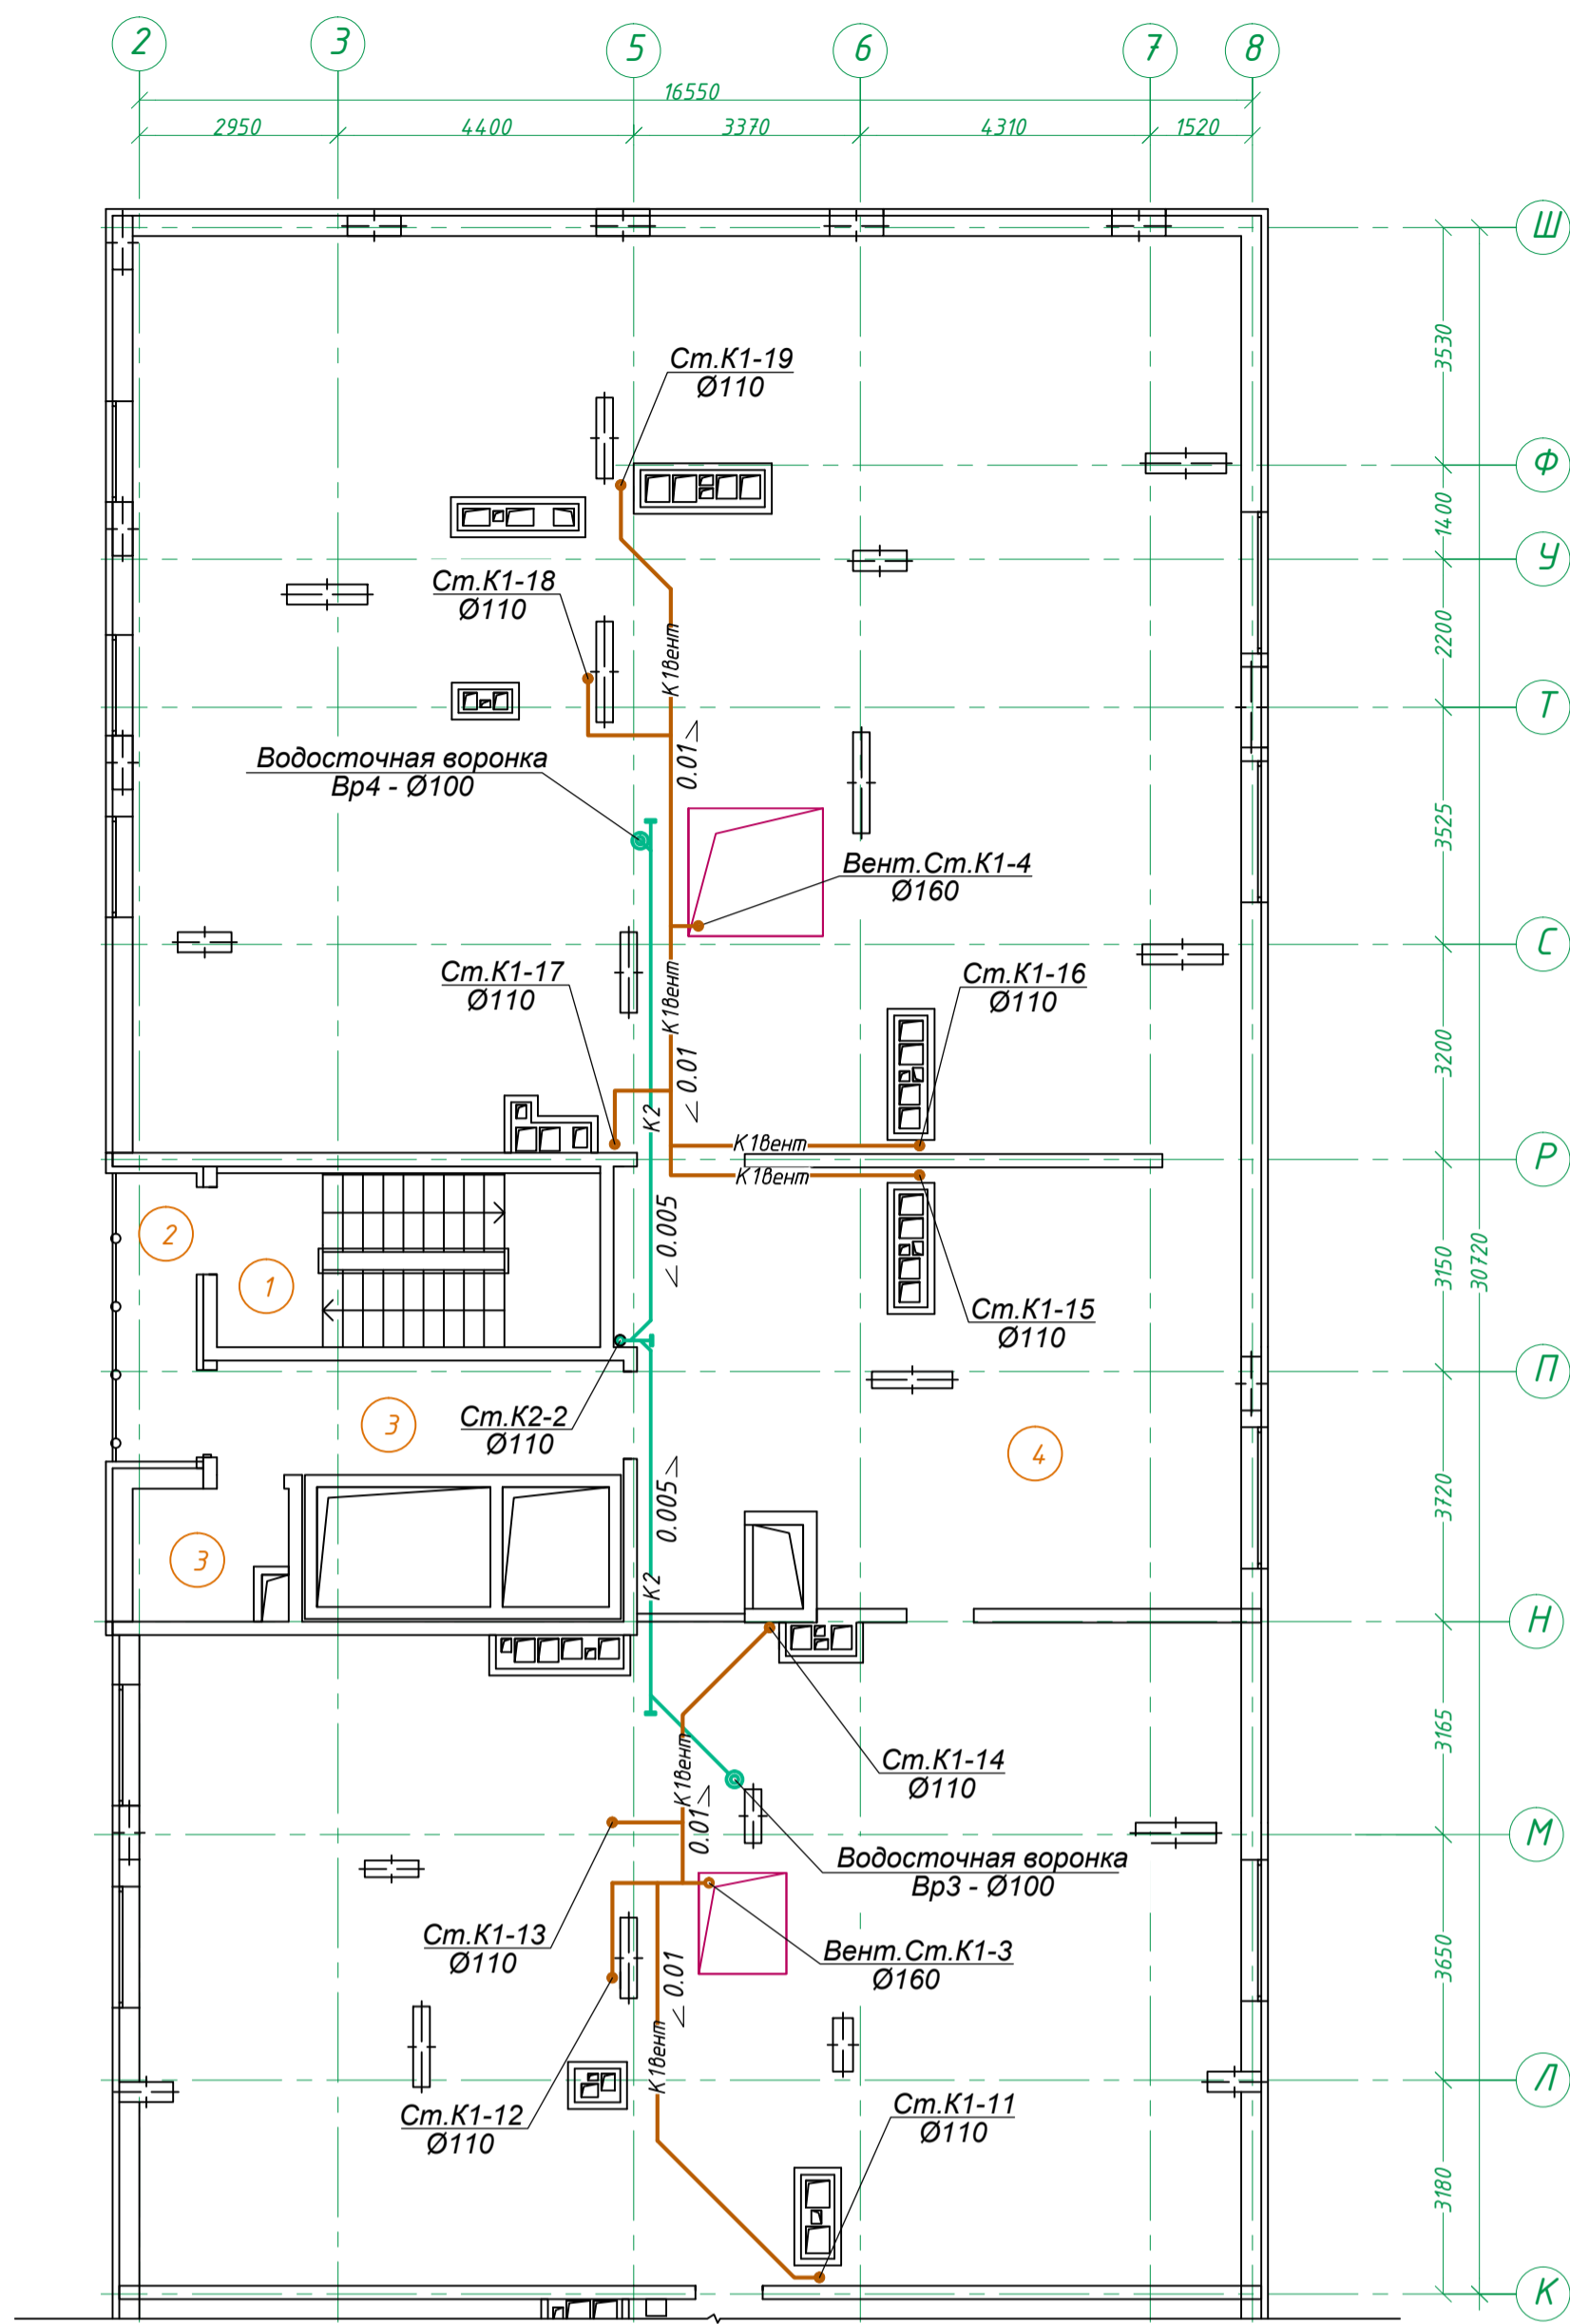 2
3
5
6
7
8
16550
2950
4400
3370
4310
1520
Ш
3530
Ст.К1-19
Ø110
Ф
1400
У
Ст.К1-18
Ø110
2200
К1вент
Т
0.01
Водосточная воронка
Вр4 - Ø100
3525
Вент.Ст.К1-4
Ø160
С
Ст.К1-17
Ø110
К1вент
Ст.К1-16
Ø110
3200
0.01
К2
К1вент
Р
К1вент
2
0.005
3150
30720
1
Ст.К1-15
Ø110
П
Ст.К2-2
Ø110
3
4
0.005
3720
3
К2
Н
3165
К1вент
Ст.К1-14
Ø110
0.01
М
Водосточная воронка
Вр3 - Ø100
Ст.К1-13
Ø110
Вент.Ст.К1-3
Ø160
3650
0.01
К1вент
Л
Ст.К1-12
Ø110
Ст.К1-11
Ø110
3180
К